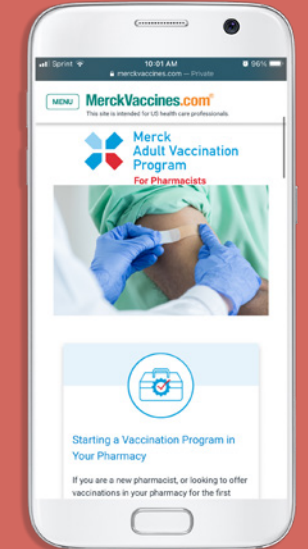 Sprint 10:01 AM 96%
merckvaccines.com — Private
MENU MerckVaccines.com®
This site is intended for US health care professionals.
Merck
Adult Vaccination
Program
For Pharmacists
Starting a Vaccination Program in
Your Pharmacy
If you are a new pharmacist, or looking to offer
vaccinations in your pharmacy for the first